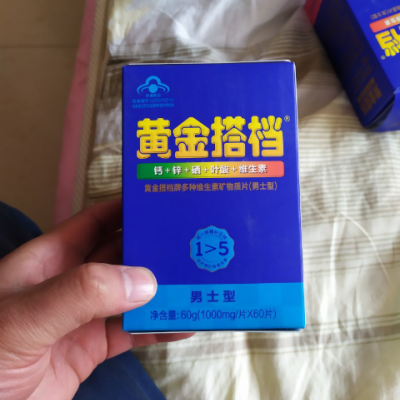 黄金搭档®
钙+锌+硒+叶酸+维生素
黄金搭档牌多种维生素矿物质片(男士型)
1>5
男士型
净含量:60g(1000mg/片X60片)